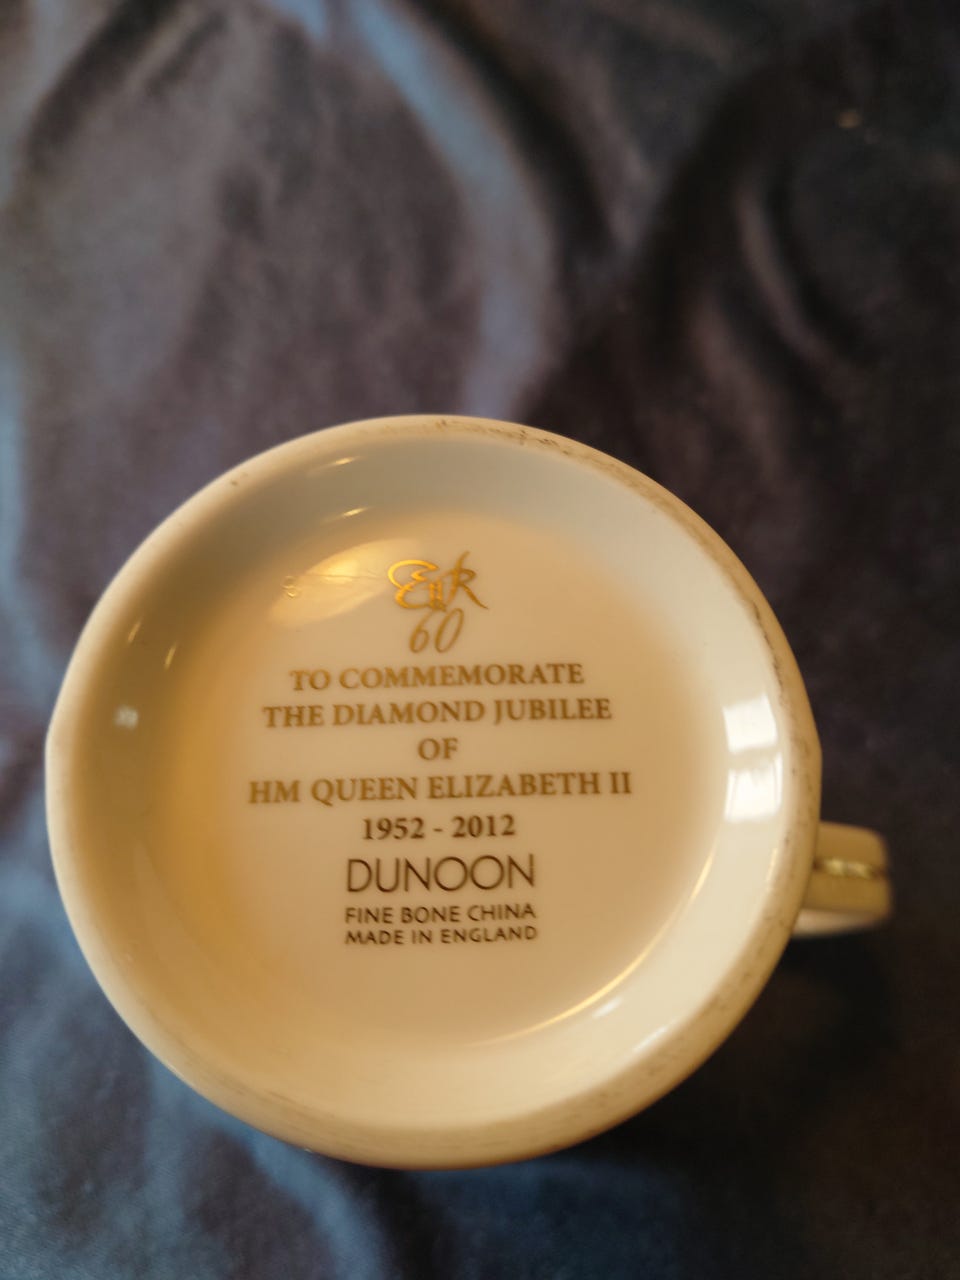 EIIR
60
TO COMMEMORATE
THE DIAMOND JUBILEE
OF
HM QUEEN ELIZABETH II
1952 - 2012
DUNOON
FINE BONE CHINA
MADE IN ENGLAND